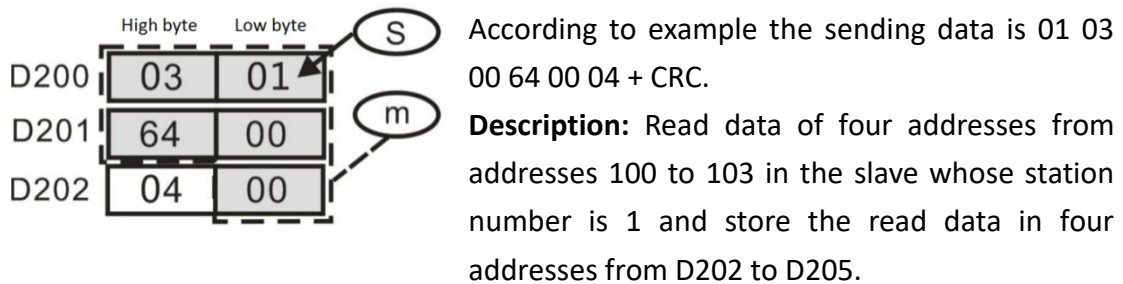 High byte Low byte
S
D200 03 01
m
D201 64 00
D202 04 00
According to example the sending data is 01 03
00 64 00 04 + CRC.
Description: Read data of four addresses from
addresses 100 to 103 in the slave whose station
number is 1 and store the read data in four
addresses from D202 to D205.